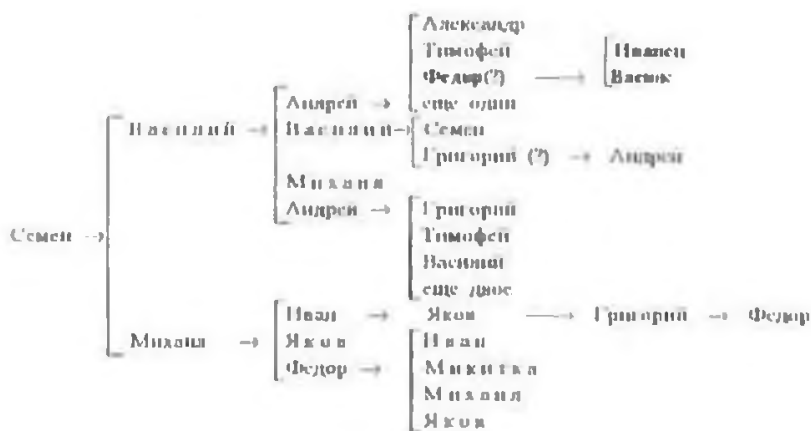 Александр
Тимофей
Федор(?) → Иванец
Васюк
Андрей → еще один
Василий → Василий → Семен
Григорий (?) → Андрей
Михаил
Андрей → Григорий
Семен → Тимофей
Василий
еще двое
Иван → Яков → Григорий → Федор
Михаил → Яков Иван
Федор → Микитка
Михаил
Яков